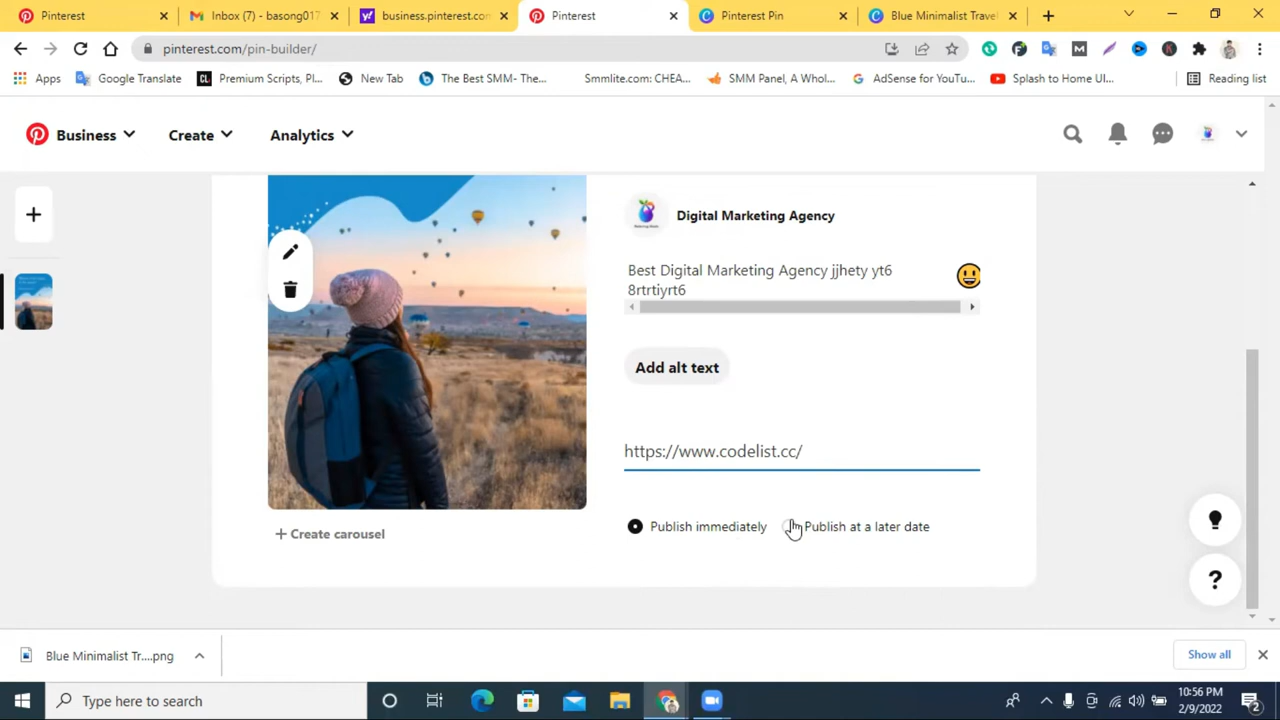 Pinterest
Inbox (7) - basong017
business.pinterest.co
Pinterest
Pinterest Pin
Blue Minimalist Trave
pinterest.com/pin-builder/
Apps
Google Translate
Premium Scripts, Pl...
New Tab
The Best SMM- The...
Smmlite.com: CHEA...
SMM Panel, A Whol...
AdSense for YouTu...
Splash to Home UI...
Reading list
Business
Create
Analytics
Digital Marketing Agency
Best Digital Marketing Agency jjhety yt6
8rtrtiyrt6
Add alt text
https://www.codelist.cc/
Publish immediately
Publish at a later date
+ Create carousel
?
Blue Minimalist Tr....png
Show all
Type here to search
10:56 PM
2/9/2022
2